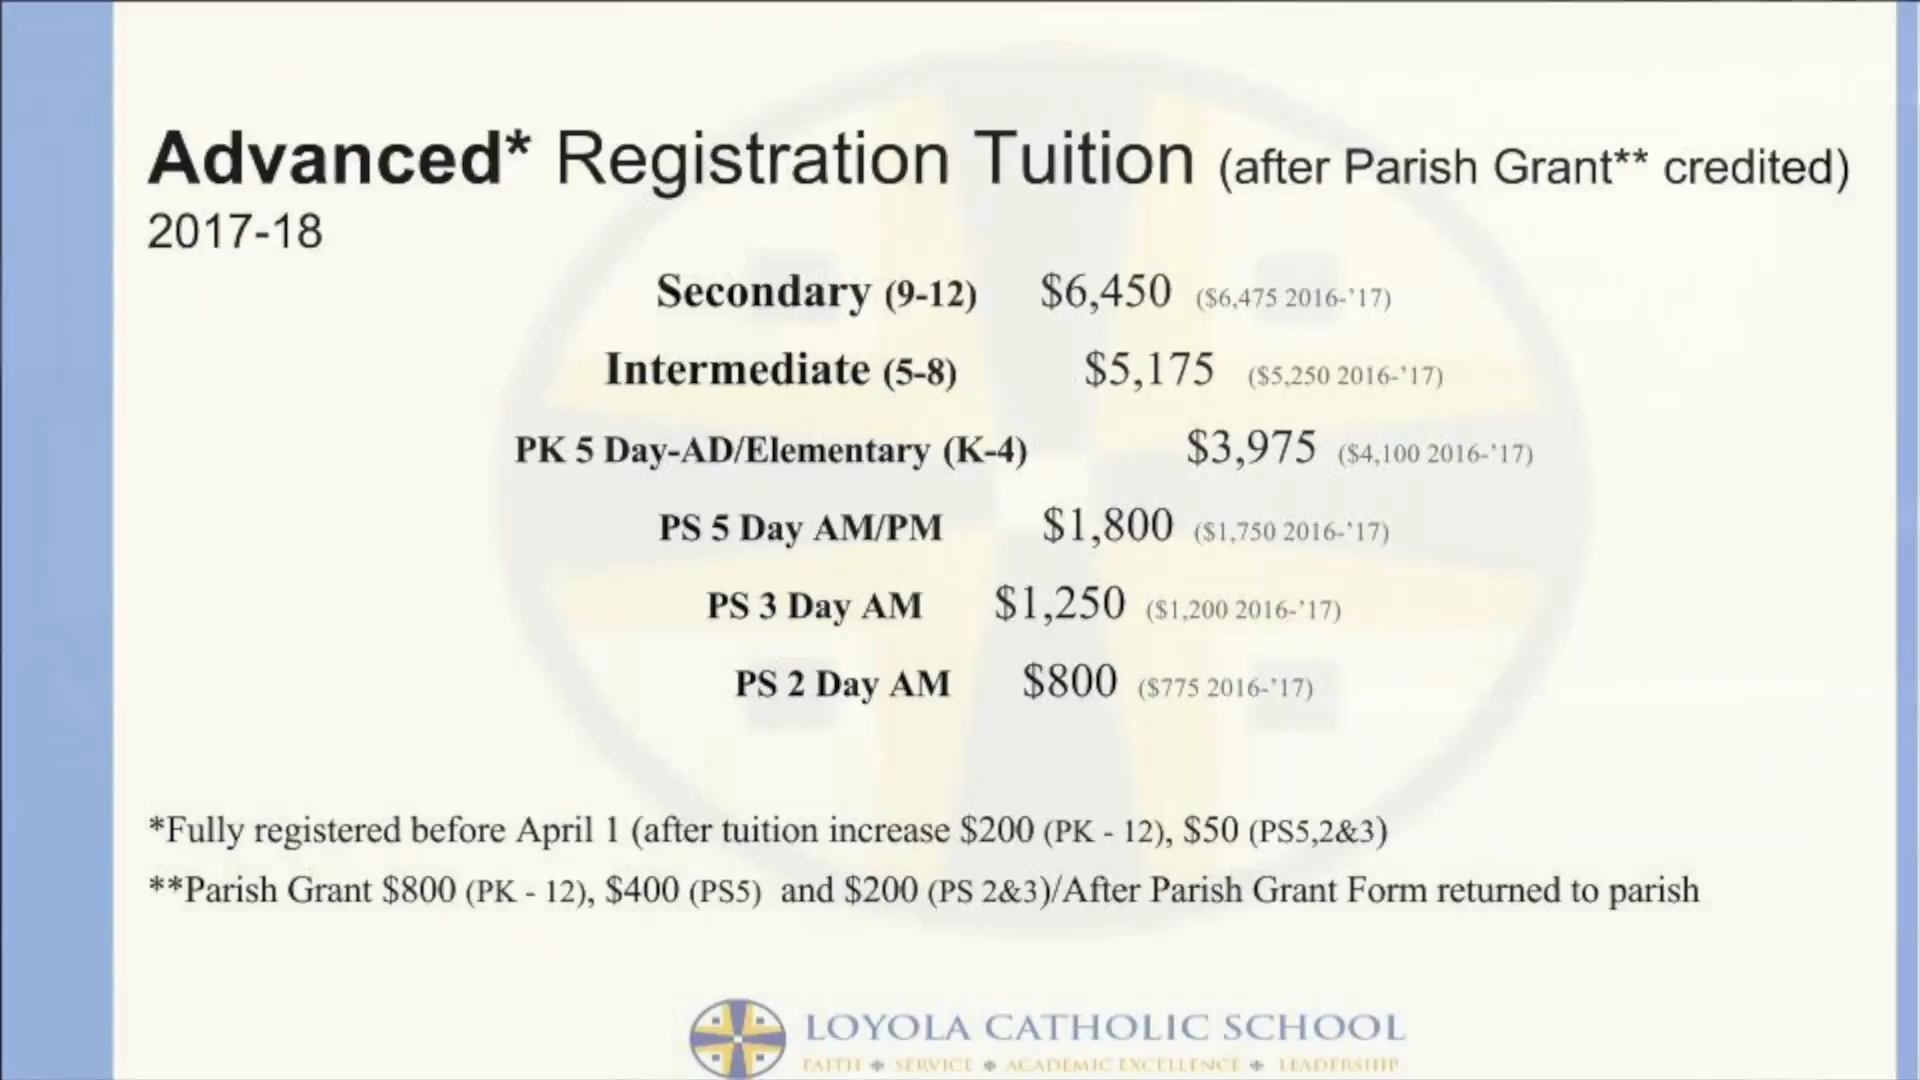 Advanced* Registration Tuition (after Parish Grant** credited)
2017-18
Secondary (9-12) $6,450 ($6,475 2016-'17)
Intermediate (5-8) $5,175 ($5,250 2016-'17)
PK 5 Day-AD/Elementary (K-4) $3,975 ($4,100 2016-'17)
PS 5 Day AM/PM $1,800 ($1,750 2016-'17)
PS 3 Day AM $1,250 ($1,200 2016-'17)
PS 2 Day AM $800 ($775 2016-'17)
*Fully registered before April 1 (after tuition increase $200 (PK - 12), $50 (PS5,2&3)
**Parish Grant $800 (PK - 12), $400 (PS5) and $200 (PS 2&3)/After Parish Grant Form returned to parish
LOYOLA CATHOLIC SCHOOL
FAITH ✦ SERVICE ✦ ACADEMIC EXCELLENCE ✦ LEADERSHIP